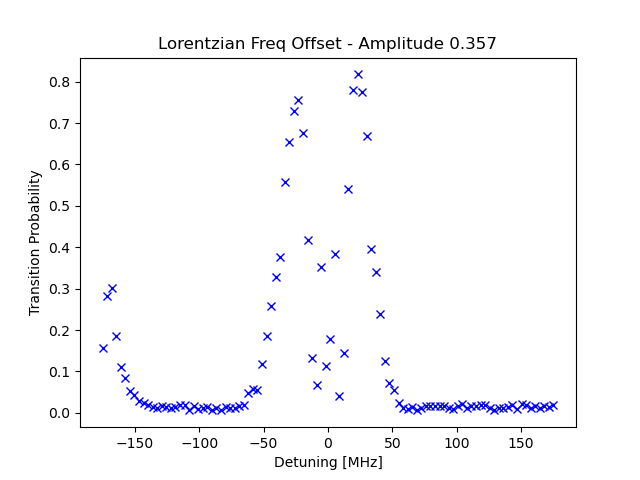 Lorentzian Freq Offset - Amplitude 0.357
Transition Probability
0.8
0.7
0.6
0.5
0.4
0.3
0.2
0.1
0.0
−150 −100 −50 0 50 100 150
Detuning [MHz]